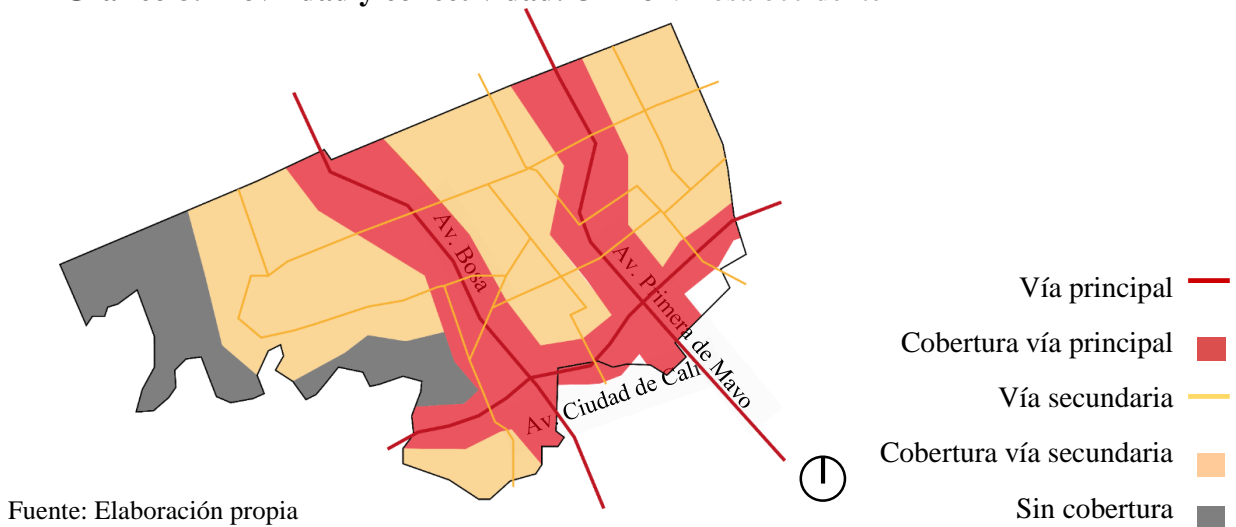 Av. Bosa
Av. Primera de Mayo
Av. Ciudad de Cali
Vía principal
Cobertura vía principal
Vía secundaria
Cobertura vía secundaria
Sin cobertura
Fuente: Elaboración propia